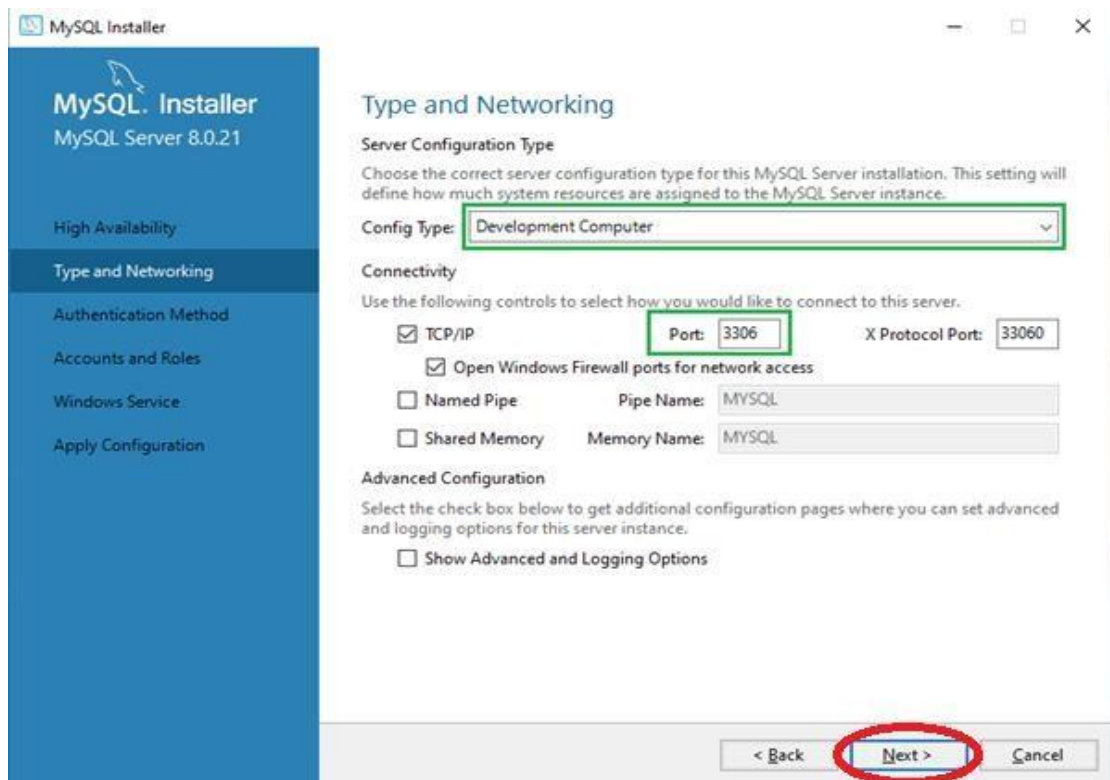 MySQL Installer
MySQL. Installer
MySQL Server 8.0.21
High Availability
Type and Networking
Authentication Method
Accounts and Roles
Windows Service
Apply Configuration
Type and Networking
Server Configuration Type
Choose the correct server configuration type for this MySQL Server installation. This setting will
define how much system resources are assigned to the MySQL Server instance.
Config Type: Development Computer
Connectivity
Use the following controls to select how you would like to connect to this server.
TCP/IP Port: 3306 X Protocol Port: 33060
Open Windows Firewall ports for network access
Named Pipe Pipe Name: MYSQL
Shared Memory Memory Name: MYSQL
Advanced Configuration
Select the check box below to get additional configuration pages where you can set advanced
and logging options for this server instance.
Show Advanced and Logging Options
< Back Next > Cancel